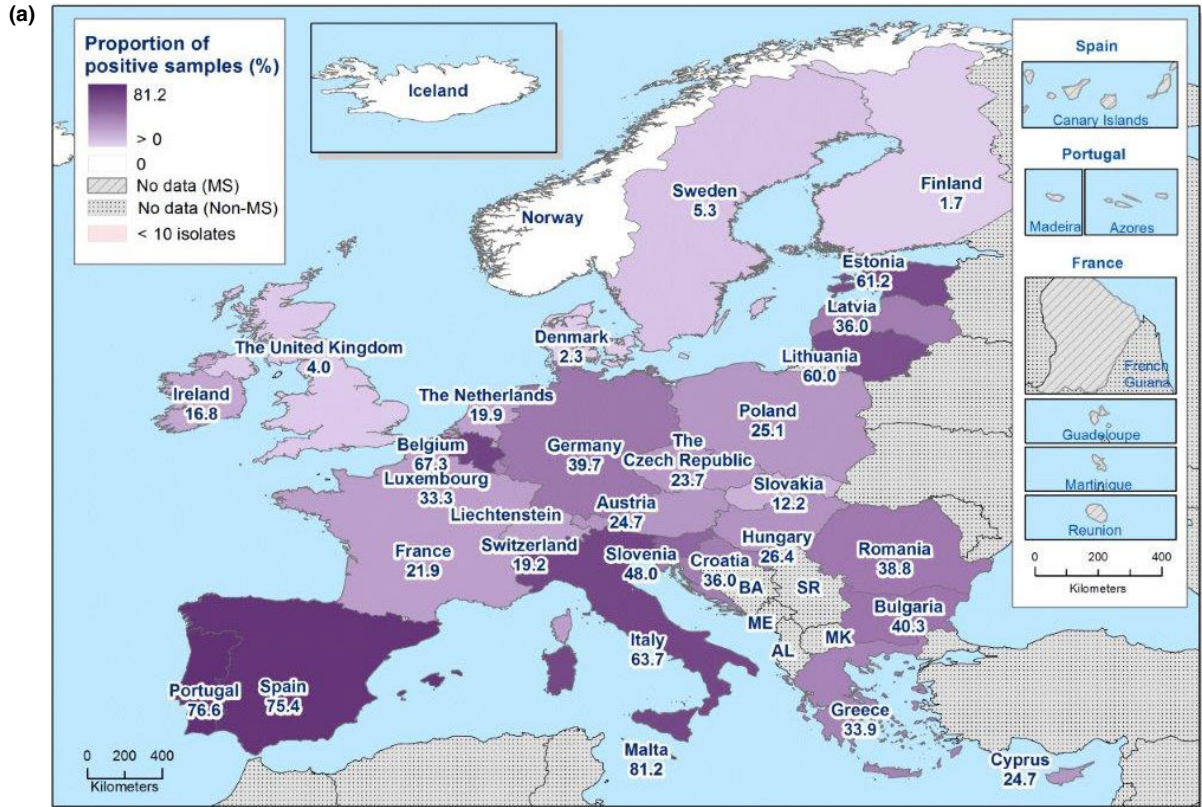 (a)
Proportion of
positive samples (%)
81.2
> 0
0
No data (MS)
No data (Non-MS)
< 10 isolates
Iceland
Spain
Canary Islands
Portugal
Madeira
Azores
France
French
Guiana
Guadeloupe
Martinique
Reunion
0 200 400
Kilometers
Norway
Sweden
5.3
Finland
1.7
Estonia
61.2
Latvia
36.0
Lithuania
60.0
Denmark
2.3
The United Kingdom
4.0
Ireland
16.8
The Netherlands
19.9
Belgium
67.3
Luxembourg
33.3
Germany
39.7
Poland
25.1
The
Czech Republic
23.7
Slovakia
12.2
Liechtenstein
Austria
24.7
Hungary
26.4
France
21.9
Switzerland
19.2
Slovenia
48.0
Croatia
36.0
Romania
38.8
BA
SR
Bulgaria
40.3
ME
MK
AL
Italy
63.7
Portugal
76.6
Spain
75.4
Greece
33.9
Malta
81.2
Cyprus
24.7
0 200 400
Kilometers